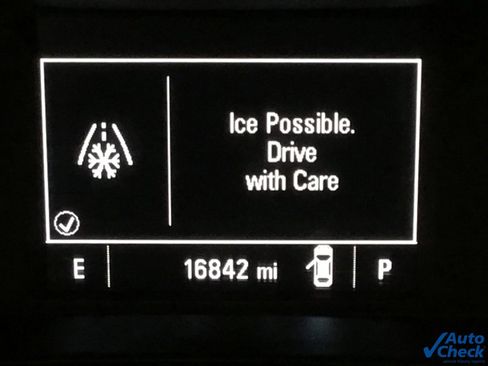 Ice Possible.
Drive
with Care
E
16842 mi
P
Auto
Check